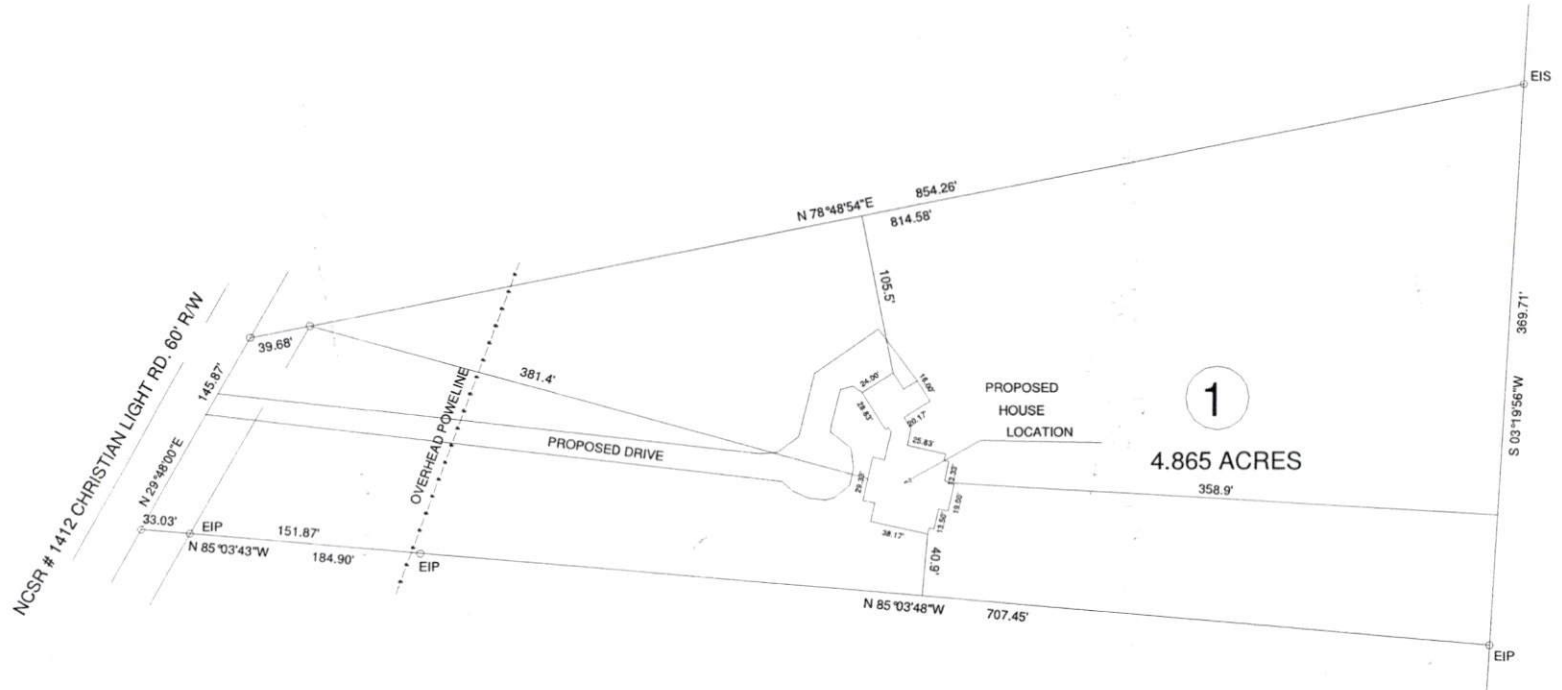 EIS
854.26'
N 78°48'54"E
814.58'
105.5'
369.71'
S 03°19'56"W
NCSR # 1412 CHRISTIAN LIGHT RD. 60' R/W
39.68'
145.87'
N 29°48'00"E
381.4'
OVERHEAD POWELINE
PROPOSED DRIVE
24.00'
16.00'
28.83'
20.17'
25.83'
29.33'
19.00'
13.50'
38.17'
40.9'
PROPOSED
HOUSE
LOCATION
1
4.865 ACRES
358.9'
33.03'
EIP
151.87'
N 85°03'43"W
184.90'
EIP
N 85°03'48"W
707.45'
EIP